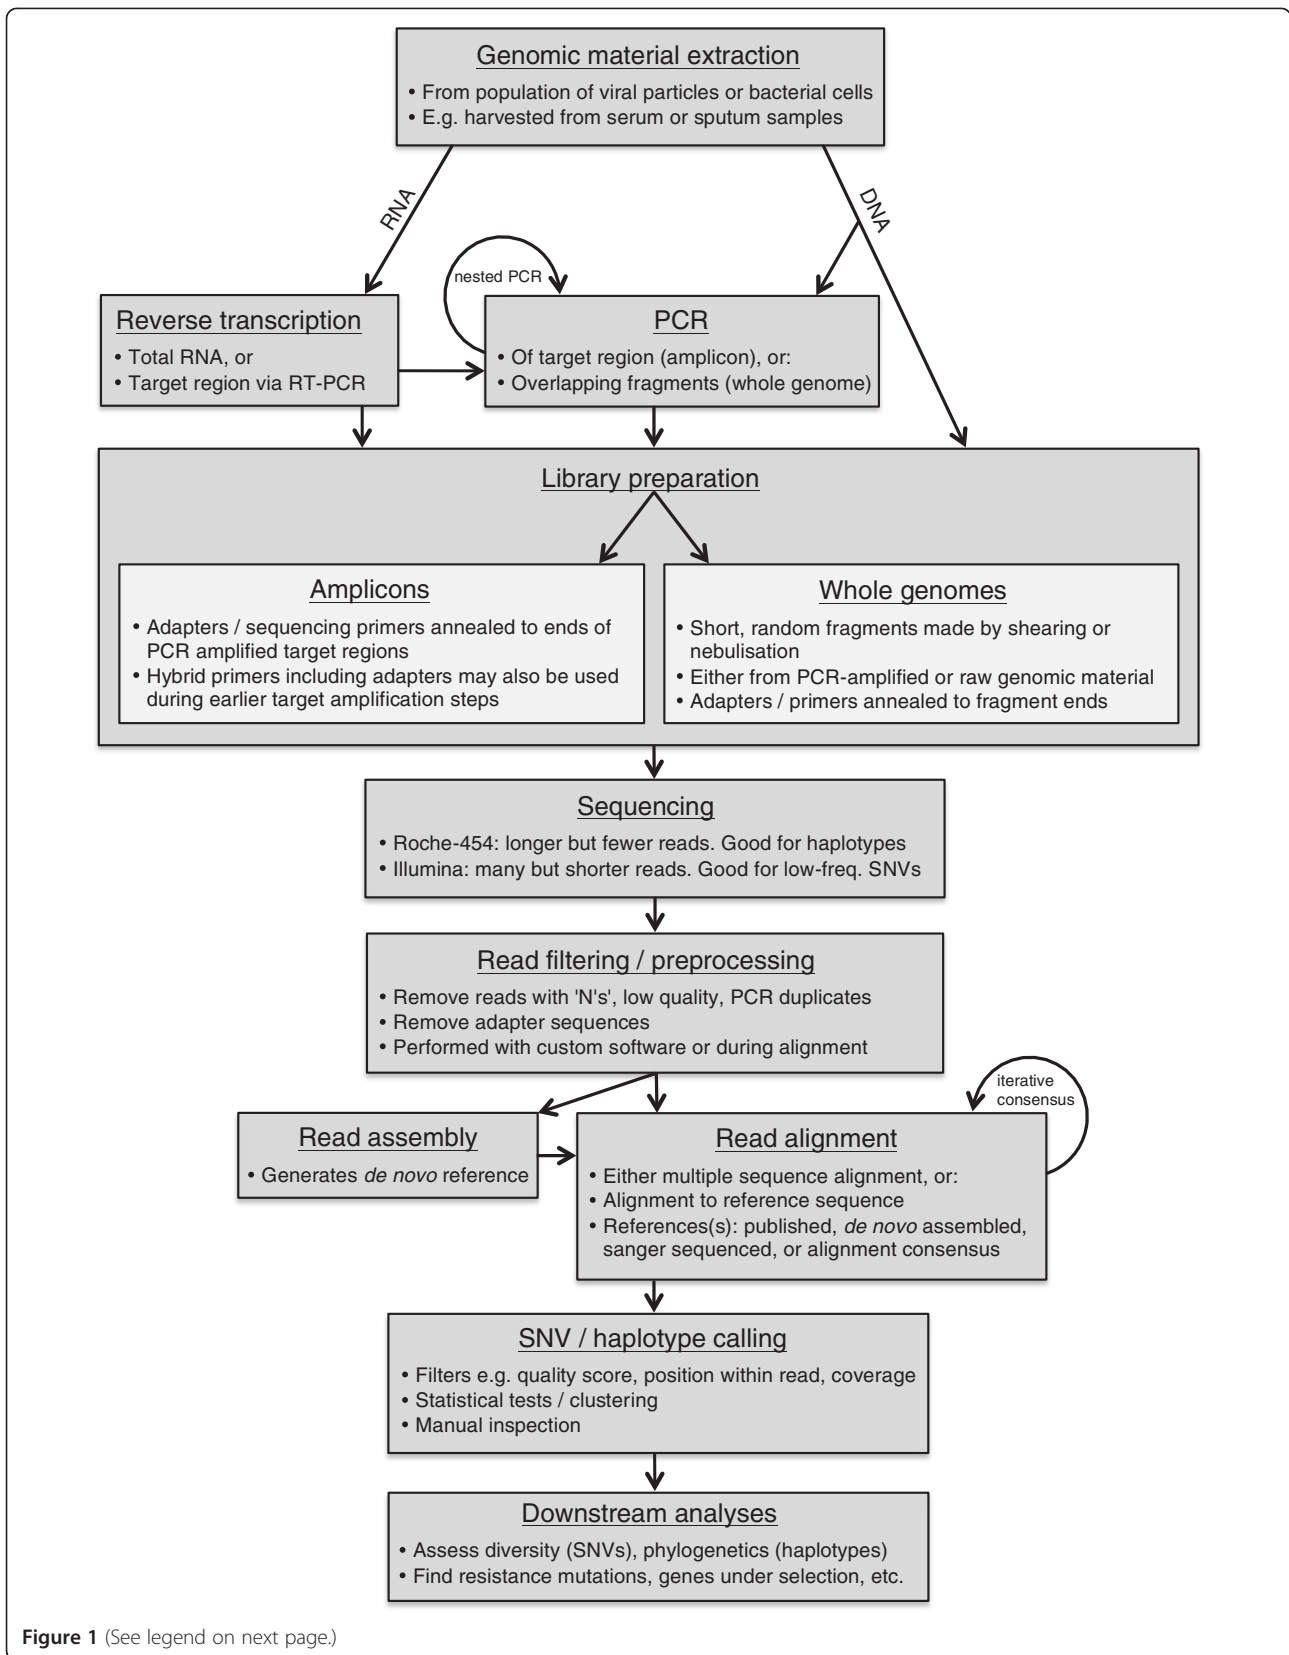 Genomic material extraction
• From population of viral particles or bacterial cells
• E.g. harvested from serum or sputum samples
RNA
DNA
nested PCR
Reverse transcription
• Total RNA, or
• Target region via RT-PCR
PCR
• Of target region (amplicon), or:
• Overlapping fragments (whole genome)
Library preparation
Amplicons
• Adapters / sequencing primers annealed to ends of
PCR amplified target regions
• Hybrid primers including adapters may also be used
during earlier target amplification steps
Whole genomes
• Short, random fragments made by shearing or
nebulisation
• Either from PCR-amplified or raw genomic material
• Adapters / primers annealed to fragment ends
Sequencing
• Roche-454: longer but fewer reads. Good for haplotypes
• Illumina: many but shorter reads. Good for low-freq. SNVs
Read filtering / preprocessing
• Remove reads with 'N's', low quality, PCR duplicates
• Remove adapter sequences
• Performed with custom software or during alignment
iterative
consensus
Read assembly
• Generates de novo reference
Read alignment
• Either multiple sequence alignment, or:
• Alignment to reference sequence
• References(s): published, de novo assembled,
sanger sequenced, or alignment consensus
SNV / haplotype calling
• Filters e.g. quality score, position within read, coverage
• Statistical tests / clustering
• Manual inspection
Downstream analyses
• Assess diversity (SNVs), phylogenetics (haplotypes)
• Find resistance mutations, genes under selection, etc.
Figure 1 (See legend on next page.)